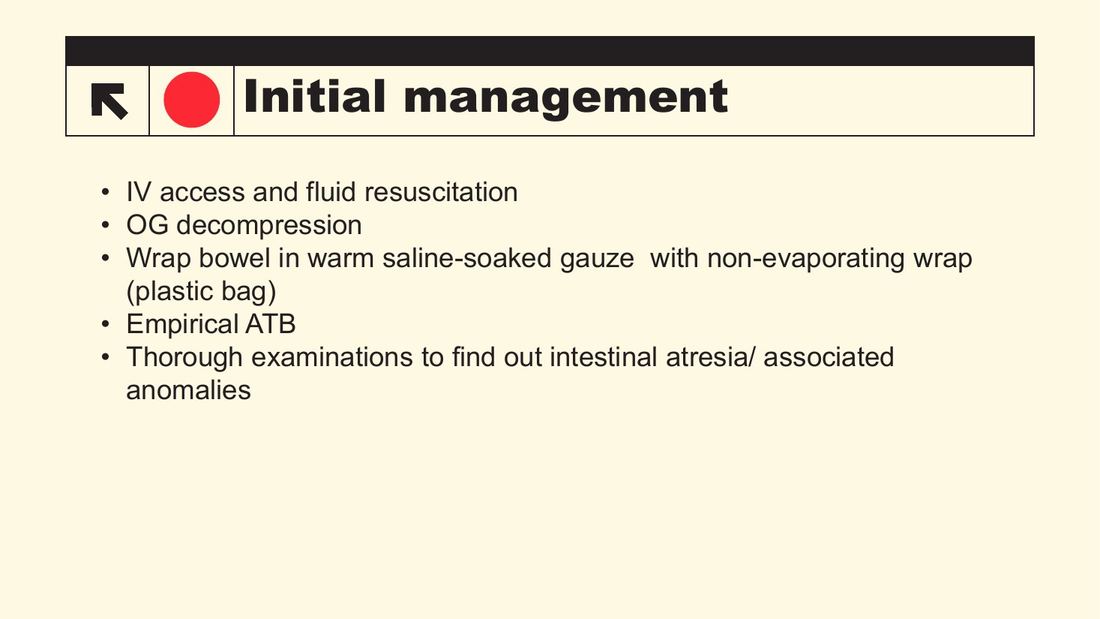 Initial management
• IV access and fluid resuscitation
• OG decompression
• Wrap bowel in warm saline-soaked gauze  with non-evaporating wrap
(plastic bag)
• Empirical ATB
• Thorough examinations to find out intestinal atresia/ associated
anomalies